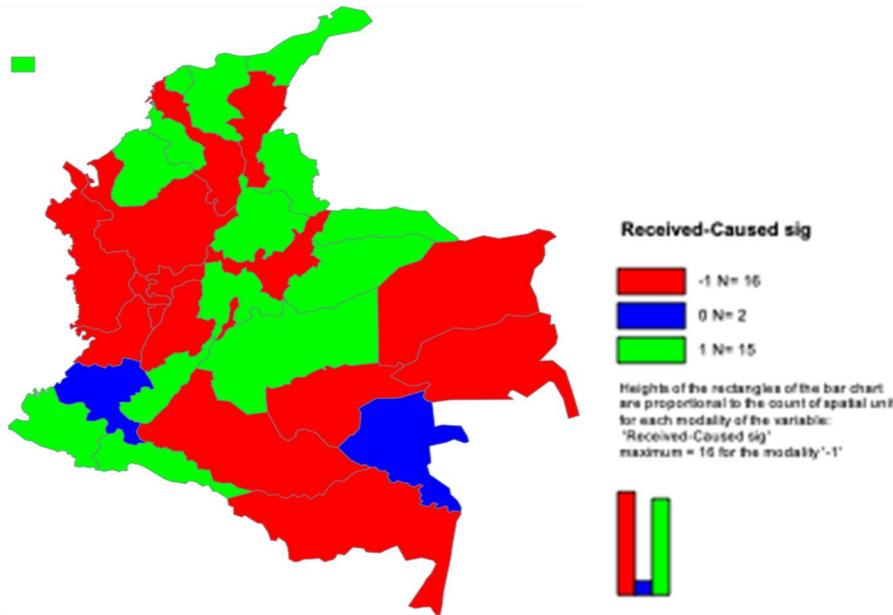 Received-Caused sig
-1 N= 16
0 N= 2
1 N= 15
Heights of the rectangles of the bar chart
are proportional to the count of spatial unit
for each modality of the variable:
'Received-Caused sig'
maximum = 16 for the modality '-1'